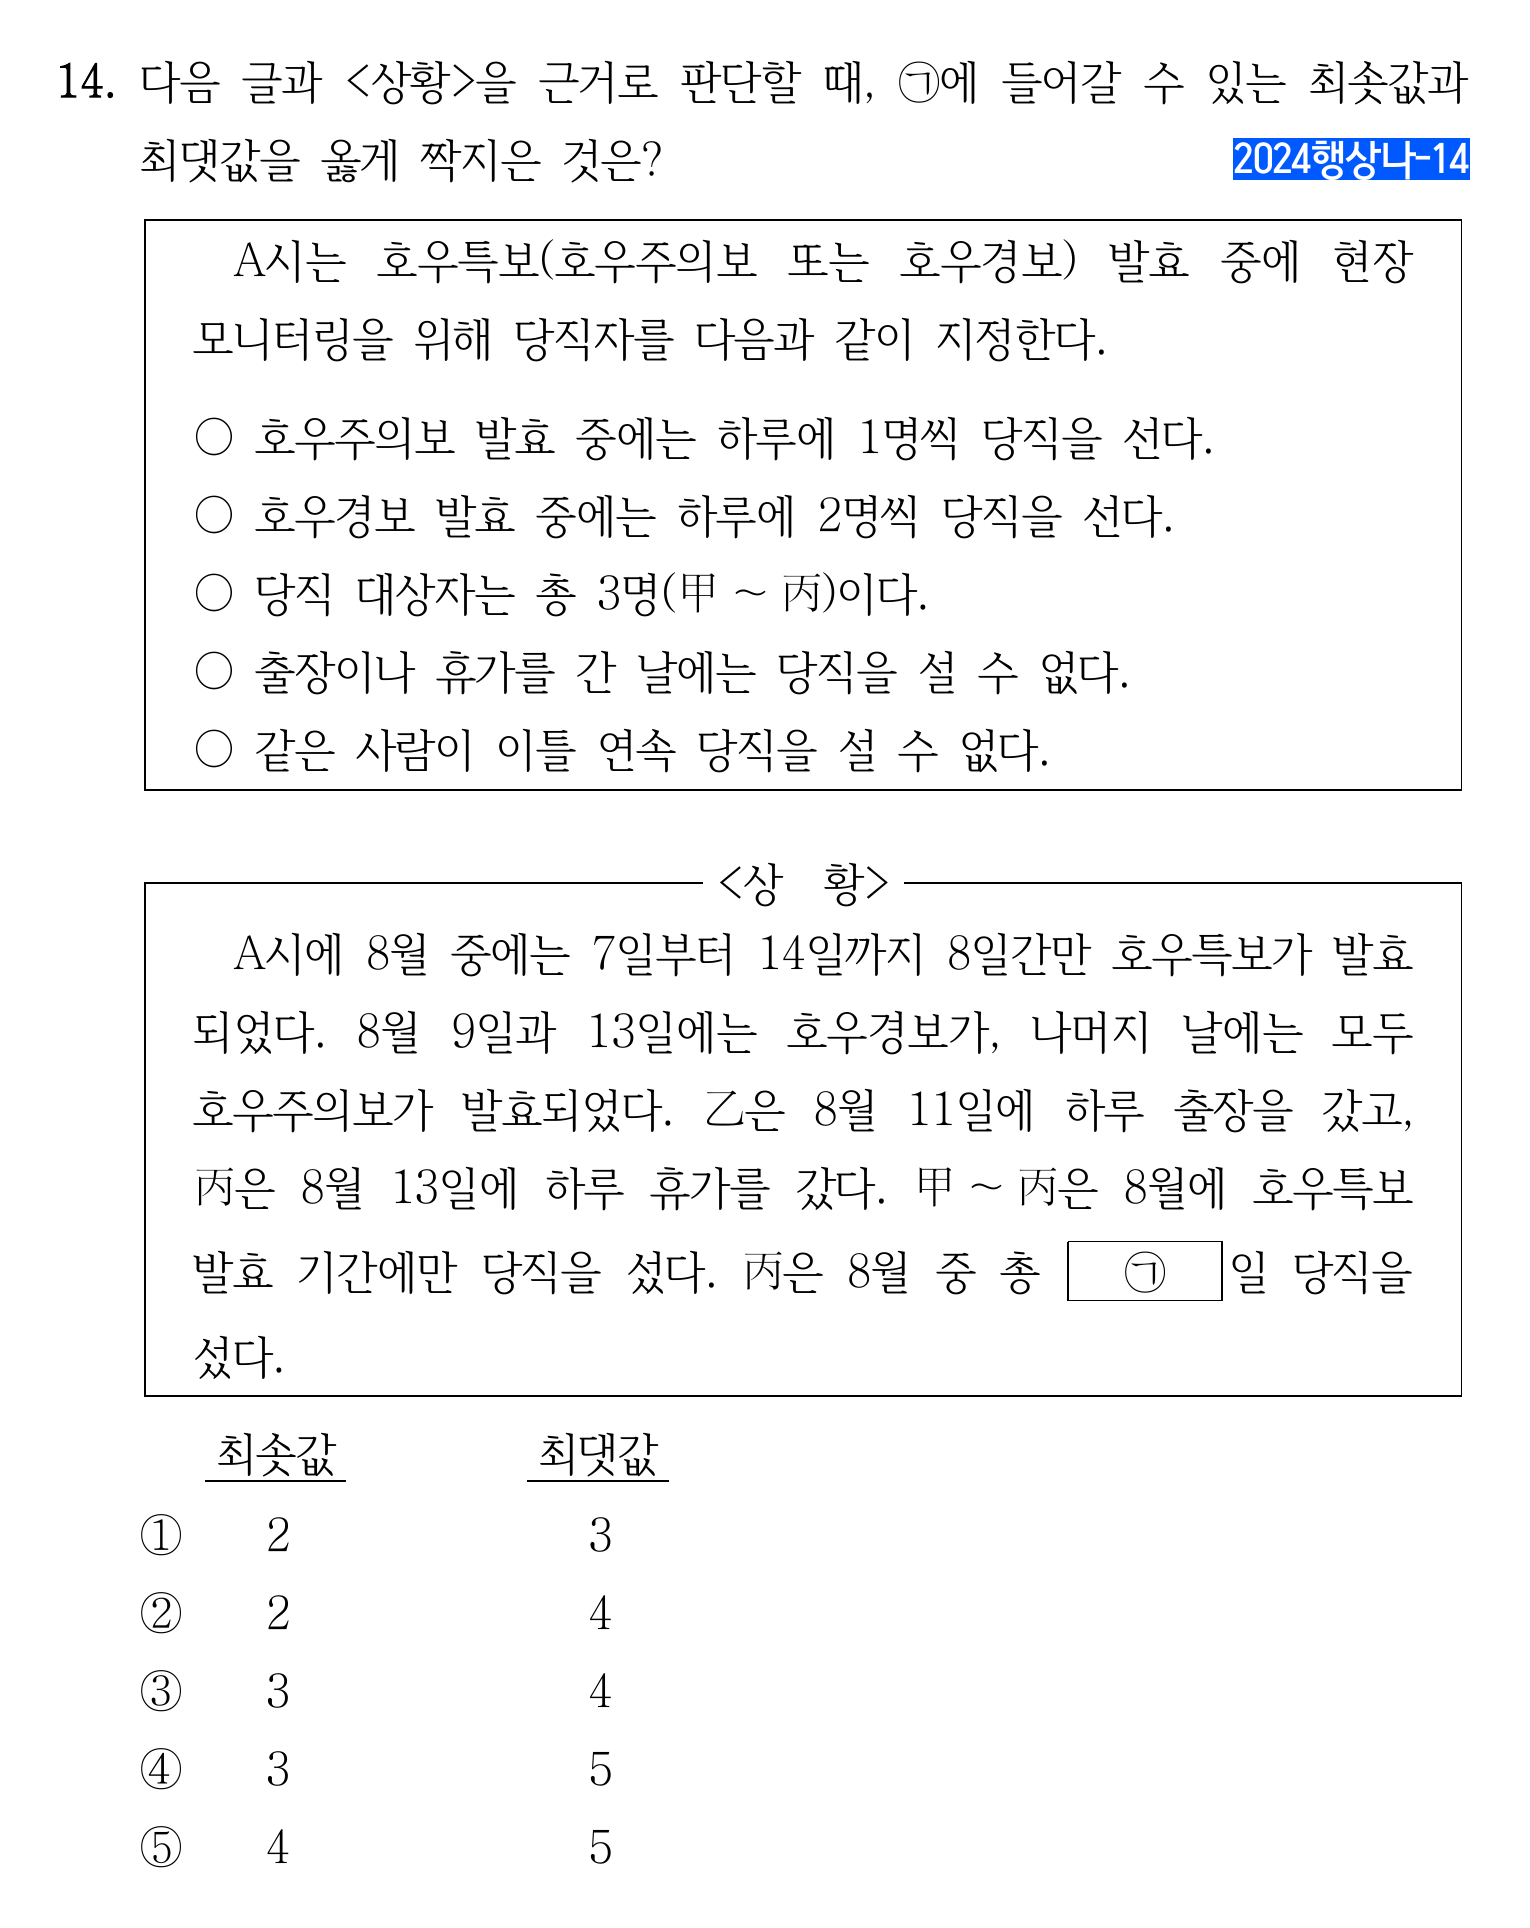 14. 다음 글과 <상황>을 근거로 판단할 때, ㉠에 들어갈 수 있는 최솟값과
최댓값을 옳게 짝지은 것은?
2024행상나-14
A시는 호우특보(호우주의보 또는 호우경보) 발효 중에 현장
모니터링을 위해 당직자를 다음과 같이 지정한다.
○ 호우주의보 발효 중에는 하루에 1명씩 당직을 선다.
○ 호우경보 발효 중에는 하루에 2명씩 당직을 선다.
○ 당직 대상자는 총 3명(甲 ~ 丙)이다.
○ 출장이나 휴가를 간 날에는 당직을 설 수 없다.
○ 같은 사람이 이틀 연속 당직을 설 수 없다.
<상 황>
A시에 8월 중에는 7일부터 14일까지 8일간만 호우특보가 발효
되었다. 8월 9일과 13일에는 호우경보가, 나머지 날에는 모두
호우주의보가 발효되었다. 乙은 8월 11일에 하루 출장을 갔고,
丙은 8월 13일에 하루 휴가를 갔다. 甲 ~ 丙은 8월에 호우특보
발효 기간에만 당직을 섰다. 丙은 8월 중 총 ㉠ 일 당직을
섰다.
최솟값 최댓값
① 2 3
② 2 4
③ 3 4
④ 3 5
⑤ 4 5